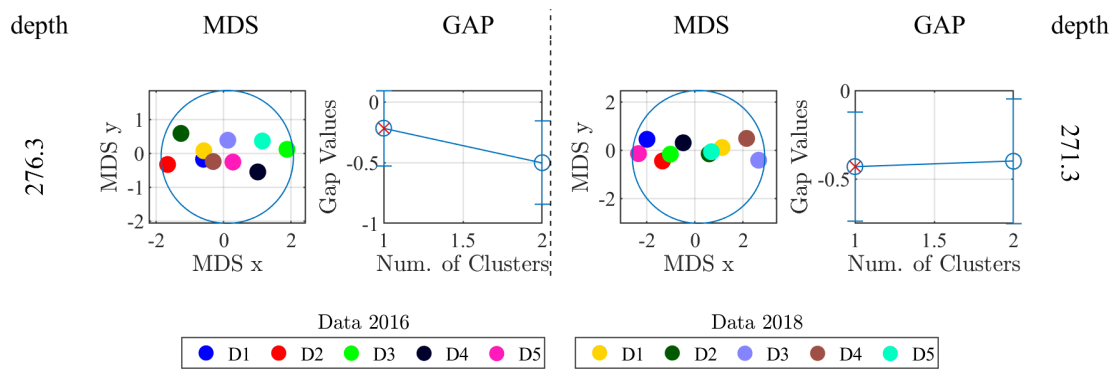 depth MDS GAP MDS GAP depth
276.3
MDS y
1
0
-1
-2
-2 0 2
MDS x
Gap Values
0
-0.5
-1
1 1.5 2
Num. of Clusters
MDS y
2
0
-2
-2 0 2
MDS x
Gap Values
0
-0.5
1 1.5 2
Num. of Clusters
271.3
Data 2016
D1 D2 D3 D4 D5
Data 2018
D1 D2 D3 D4 D5